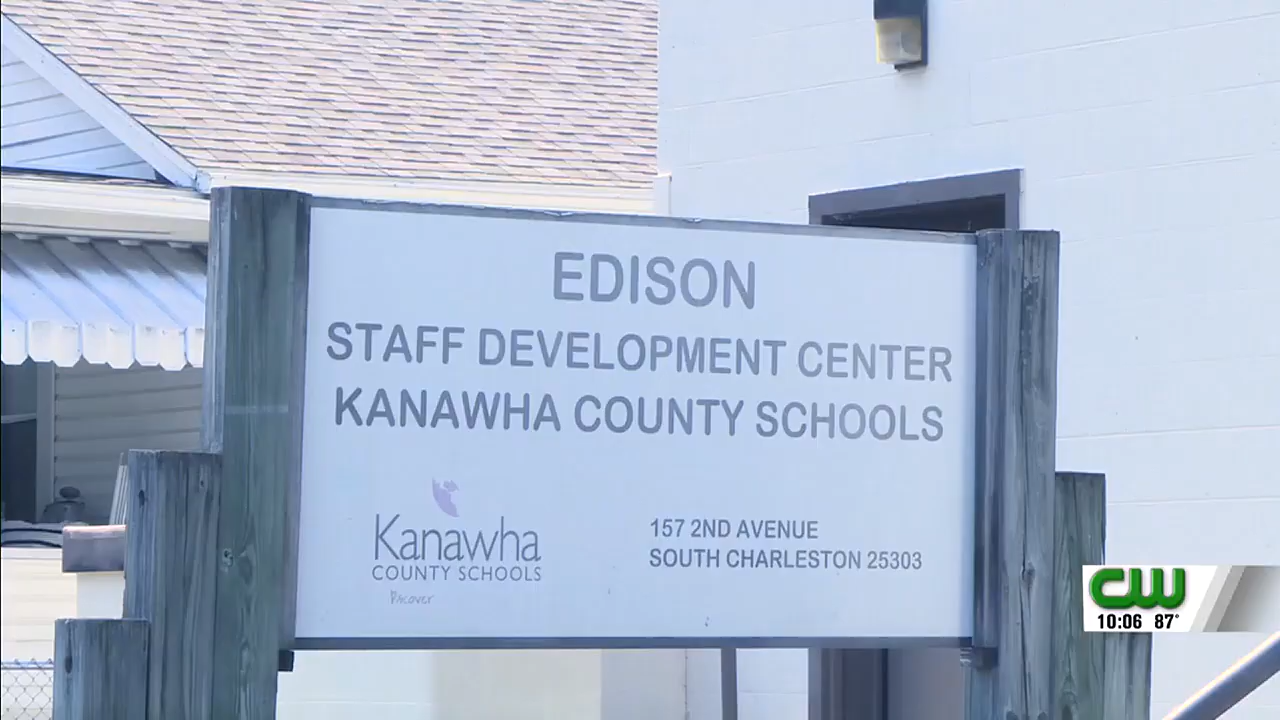 EDISON
STAFF DEVELOPMENT CENTER
KANAWHA COUNTY SCHOOLS
Kanawha
COUNTY SCHOOLS
157 2ND AVENUE
SOUTH CHARLESTON 25303
CW
10:06 87°